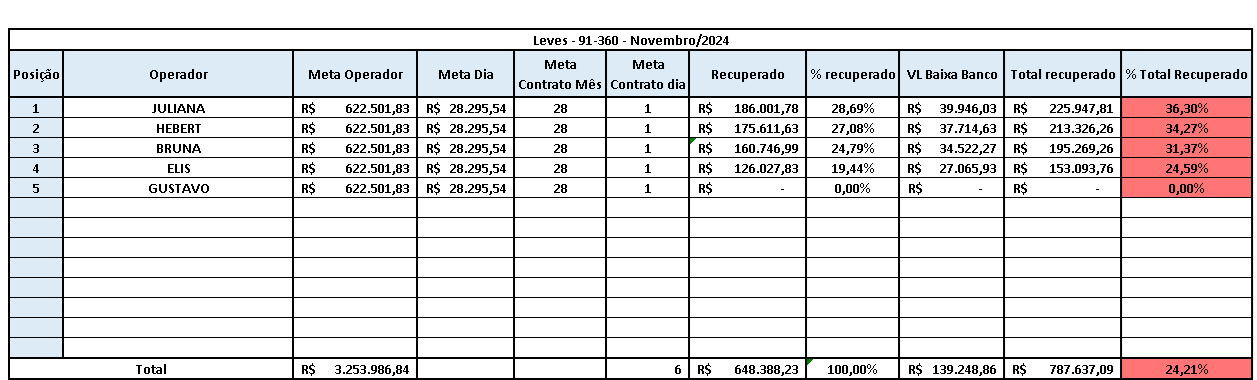 Leves - 91-360 - Novembro/2024
Posição Operador Meta Operador Meta Dia Meta Contrato Mês Meta Contrato dia Recuperado % recuperado VL Baixa Banco Total recuperado % Total Recuperado
1 JULIANA R$ 622.501,83 R$ 28.295,54 28 1 R$ 186.001,78 28,69% R$ 39.946,03 R$ 225.947,81 36,30%
2 HEBERT R$ 622.501,83 R$ 28.295,54 28 1 R$ 175.611,63 27,08% R$ 37.714,63 R$ 213.326,26 34,27%
3 BRUNA R$ 622.501,83 R$ 28.295,54 28 1 R$ 160.746,99 24,79% R$ 34.522,27 R$ 195.269,26 31,37%
4 ELIS R$ 622.501,83 R$ 28.295,54 28 1 R$ 126.027,83 19,44% R$ 27.065,93 R$ 153.093,76 24,59%
5 GUSTAVO R$ 622.501,83 R$ 28.295,54 28 1 R$ - 0,00% R$ - R$ - 0,00%
Total R$ 3.253.986,84 6 R$ 648.388,23 100,00% R$ 139.248,86 R$ 787.637,09 24,21%